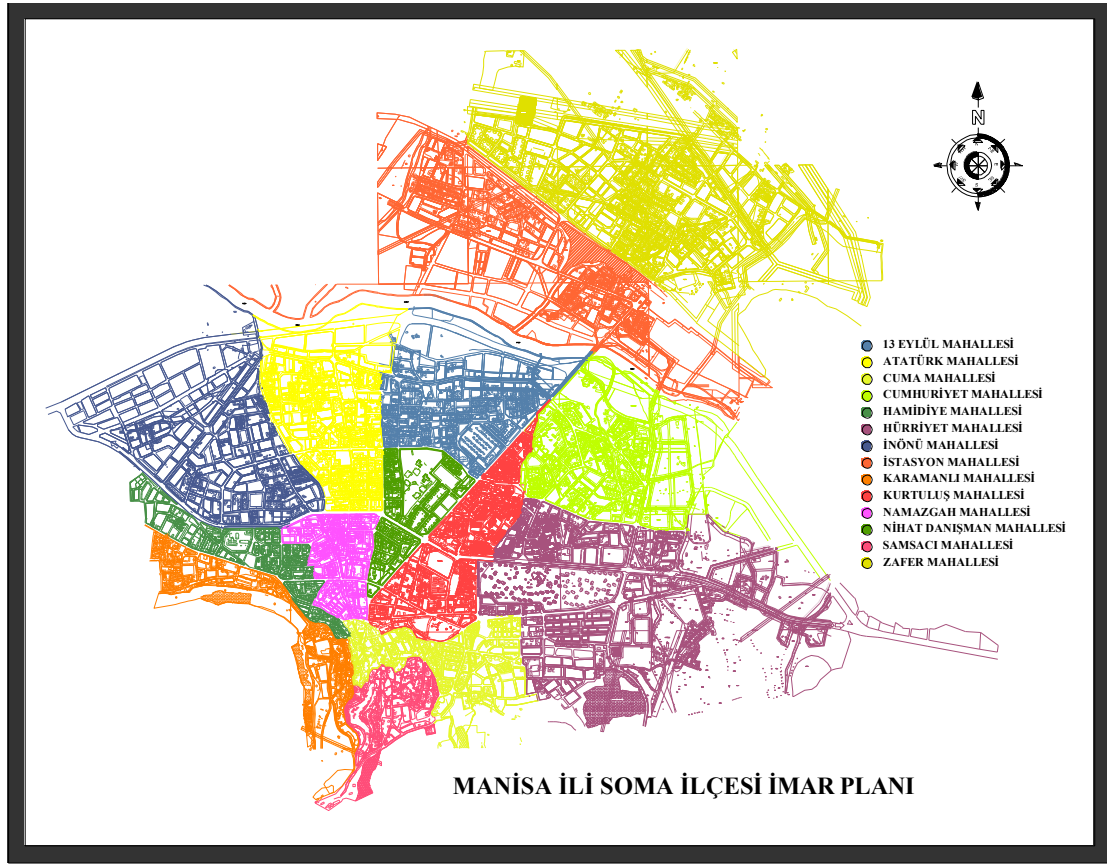 N
13 EYLÜL MAHALLESİ
ATATÜRK MAHALLESİ
CUMA MAHALLESİ
CUMHURİYET MAHALLESİ
HAMİDİYE MAHALLESİ
HÜRRİYET MAHALLESİ
İNÖNÜ MAHALLESİ
İSTASYON MAHALLESİ
KARAMANLI MAHALLESİ
KURTULUŞ MAHALLESİ
NAMAZGAH MAHALLESİ
NİHAT DANIŞMAN MAHALLESİ
SAMSACI MAHALLESİ
ZAFER MAHALLESİ
MANİSA İLİ SOMA İLÇESİ İMAR PLANI